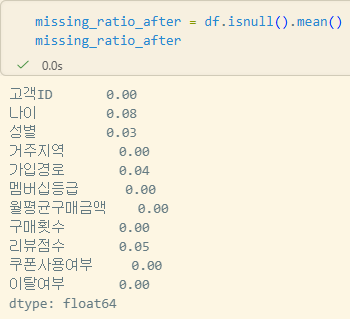 missing_ratio_after = df.isnull().mean()
missing_ratio_after
0.0s
고객ID 0.00
나이 0.08
성별 0.03
거주지역 0.00
가입경로 0.04
멤버십등급 0.00
월평균구매금액 0.00
구매횟수 0.00
리뷰점수 0.05
쿠폰사용여부 0.00
이탈여부 0.00
dtype: float64